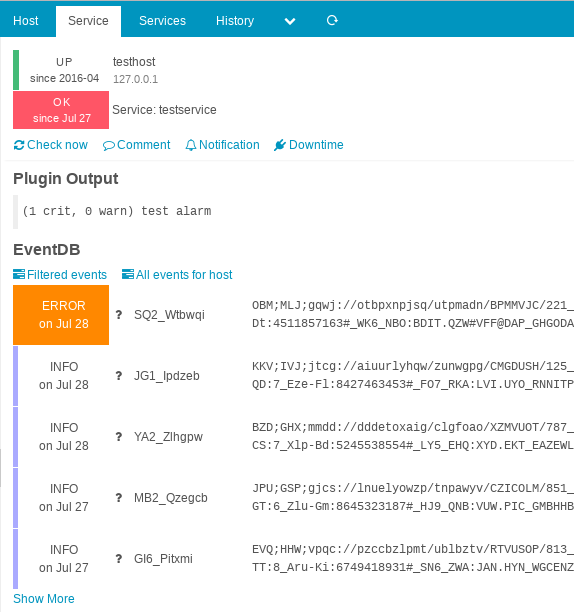 Host Service Services History
UP
since 2016-04
testhost
127.0.0.1
OK
since Jul 27
Service: testservice
Check now Comment Notification Downtime
Plugin Output
(1 crit, 0 warn) test alarm
EventDB
Filtered events All events for host
ERROR
on Jul 28
? SQ2_Wtbwqi
OBM;MLJ;gqwj://otbpxnpjsq/utpmadn/BPMMVJC/221_
Dt:4511857163#_WK6_NBO:BDIT.QZW#VFF@DAP_GHGODA
INFO
on Jul 28
? JG1_Ipdzeb
KKV;IVJ;jtcg://aiuurlyhqw/zunwgpg/CMGDUSH/125_
QD:7_Eze-Fl:8427463453#_FO7_RKA:LVI.UYO_RNNITP
INFO
on Jul 28
? YA2_Zlhgpw
BZD;GHX;mmdd://dddetoxaig/clgfoao/XZMVUOT/787_
CS:7_Xlp-Bd:5245538554#_LY5_EHQ:XYD.EKT_EAZEWL
INFO
on Jul 27
? MB2_Qzegcb
JPU;GSP;gjcs://lnuelyowzp/tnpawyv/CZICOLM/851_
GT:6_Zlu-Gm:8645323187#_HJ9_QNB:VUW.PIC_GMBHHB
INFO
on Jul 27
? GI6_Pitxmi
EVQ;HHW;vpqc://pzccbzlpmt/ublbztv/RTVUSOP/813_
TT:8_Aru-Ki:6749418931#_SN6_ZWA:JAN.HYN_WGCENZ
Show More